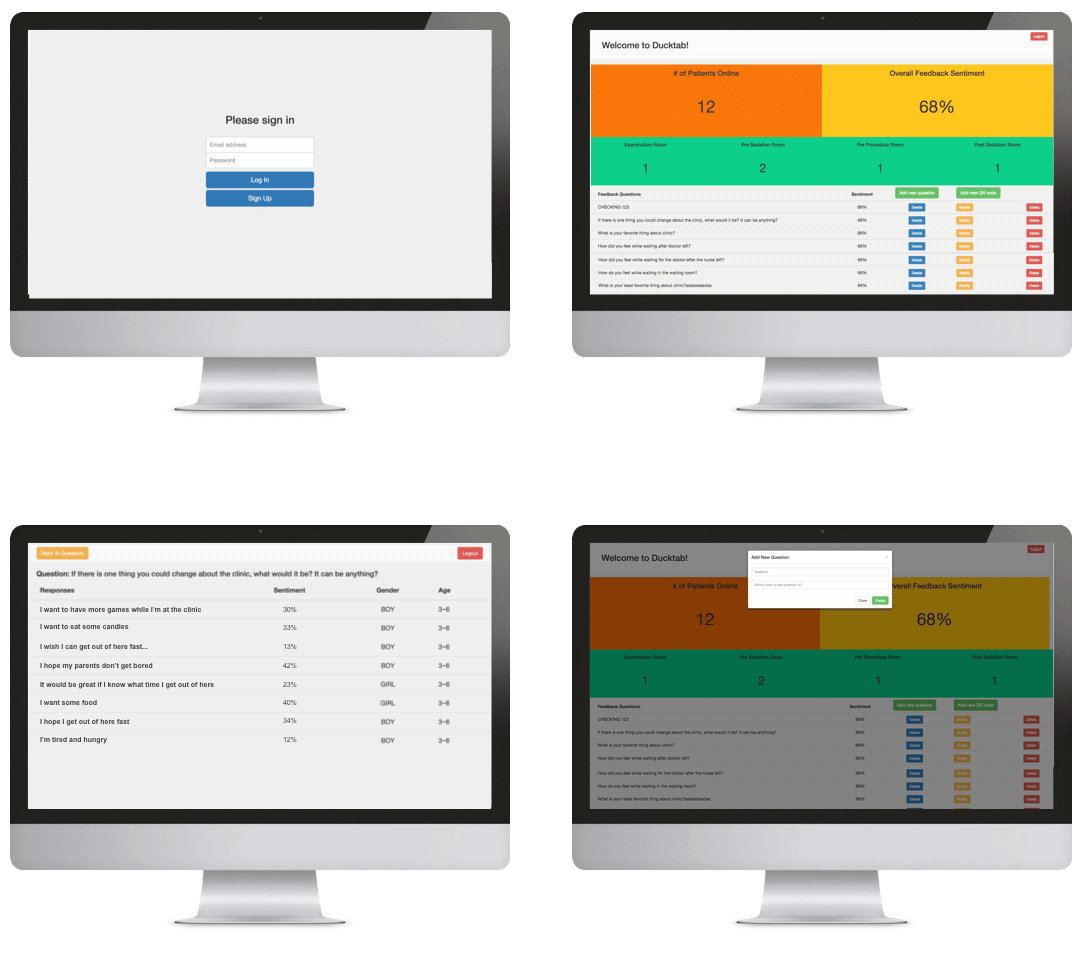 Please sign in
Email address
Password
Log In
Sign Up
Logout
Welcome to Ducktab!
# of Patients Online
Overall Feedback Sentiment
12
68%
Examination Room
Pre Sedation Room
Pre Procedure Room
Post Sedation Room
1
2
1
1
Feedback Questions Sentiment Add new question Add new QR code
CHECKING 123 68% Details Modify Delete
If there is one thing you could change about the clinic, what would it be? It can be anything? 68% Details Modify Delete
What is your favorite thing about clinic? 68% Details Modify Delete
How did you feel while waiting after doctor left? 68% Details Modify Delete
How did you feel while waiting for the doctor after the nurse left? 68% Details Modify Delete
How do you feel while waiting in the waiting room? 68% Details Modify Delete
What is your least favorite thing about clinic?asdasdasdsa 68% Details Modify Delete
Back To Questions
Logout
Question: If there is one thing you could change about the clinic, what would it be? It can be anything?
Responses Sentiment Gender Age
I want to have more games while I'm at the clinic 30% BOY 3-6
I want to eat some candies 33% BOY 3-6
I wish I can get out of here fast... 13% BOY 3-6
I hope my parents don't get bored 42% BOY 3-6
It would be great if I know what time I get out of here 23% GIRL 3-6
I want some food 40% GIRL 3-6
I hope I get out of here fast 34% BOY 3-6
I'm tired and hungry 12% BOY 3-6
Logout
Welcome to Ducktab!
Add New Question
×
Question
Close
Create
# of Patients Online
Overall Feedback Sentiment
12
68%
Examination Room
Pre Sedation Room
Pre Procedure Room
Post Sedation Room
1
2
1
1
Feedback Questions Sentiment Add new question Add new QR code
CHECKING 123 68% Details Modify Delete
If there is one thing you could change about the clinic, what would it be? It can be anything? 68% Details Modify Delete
What is your favorite thing about clinic? 68% Details Modify Delete
How did you feel while waiting after doctor left? 68% Details Modify Delete
How did you feel while waiting for the doctor after the nurse left? 68% Details Modify Delete
How do you feel while waiting in the waiting room? 68% Details Modify Delete
What is your least favorite thing about clinic?asdasdasdsa 68% Details Modify Delete